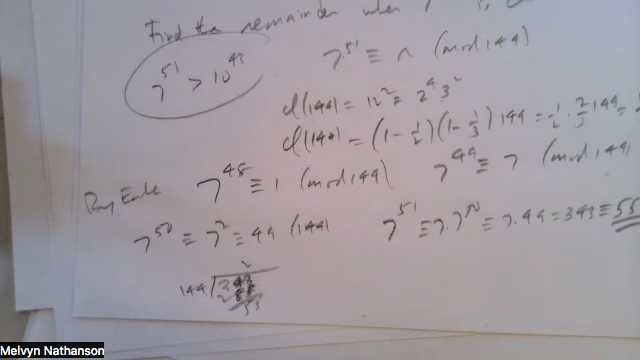 Find the remainder when 7
7^51 > 10^43
7^51 ≡ r (mod 144)
φ(144) = 12^2 = 2^4 3^2
φ(144) = (1 - 1/2)(1 - 1/3) 144 = 1/2 · 2/3 144 =
By Euler 7^48 ≡ 1 (mod 144) 7^49 ≡ 7 (mod 144)
7^50 ≡ 7^2 ≡ 49 (144) 7^51 ≡ 7·7^50 ≡ 7·49 = 343 ≡ 55
2
144 343
288
55
Melvyn Nathanson